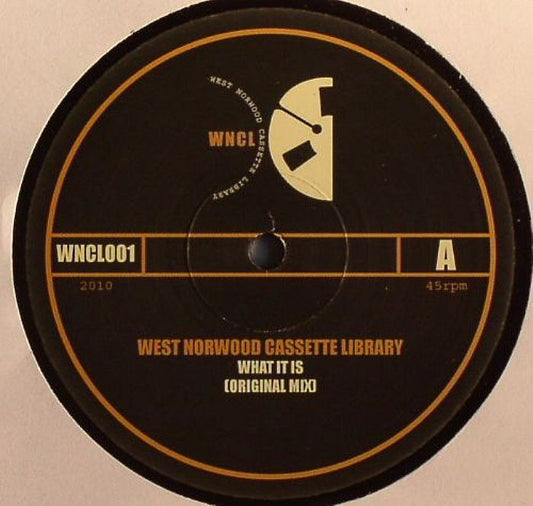 WEST NORWOOD CASSETTE LIBRARY
WNCL
WNCL001
A
2010
45rpm
WEST NORWOOD CASSETTE LIBRARY
WHAT IT IS
(ORIGINAL MIX)